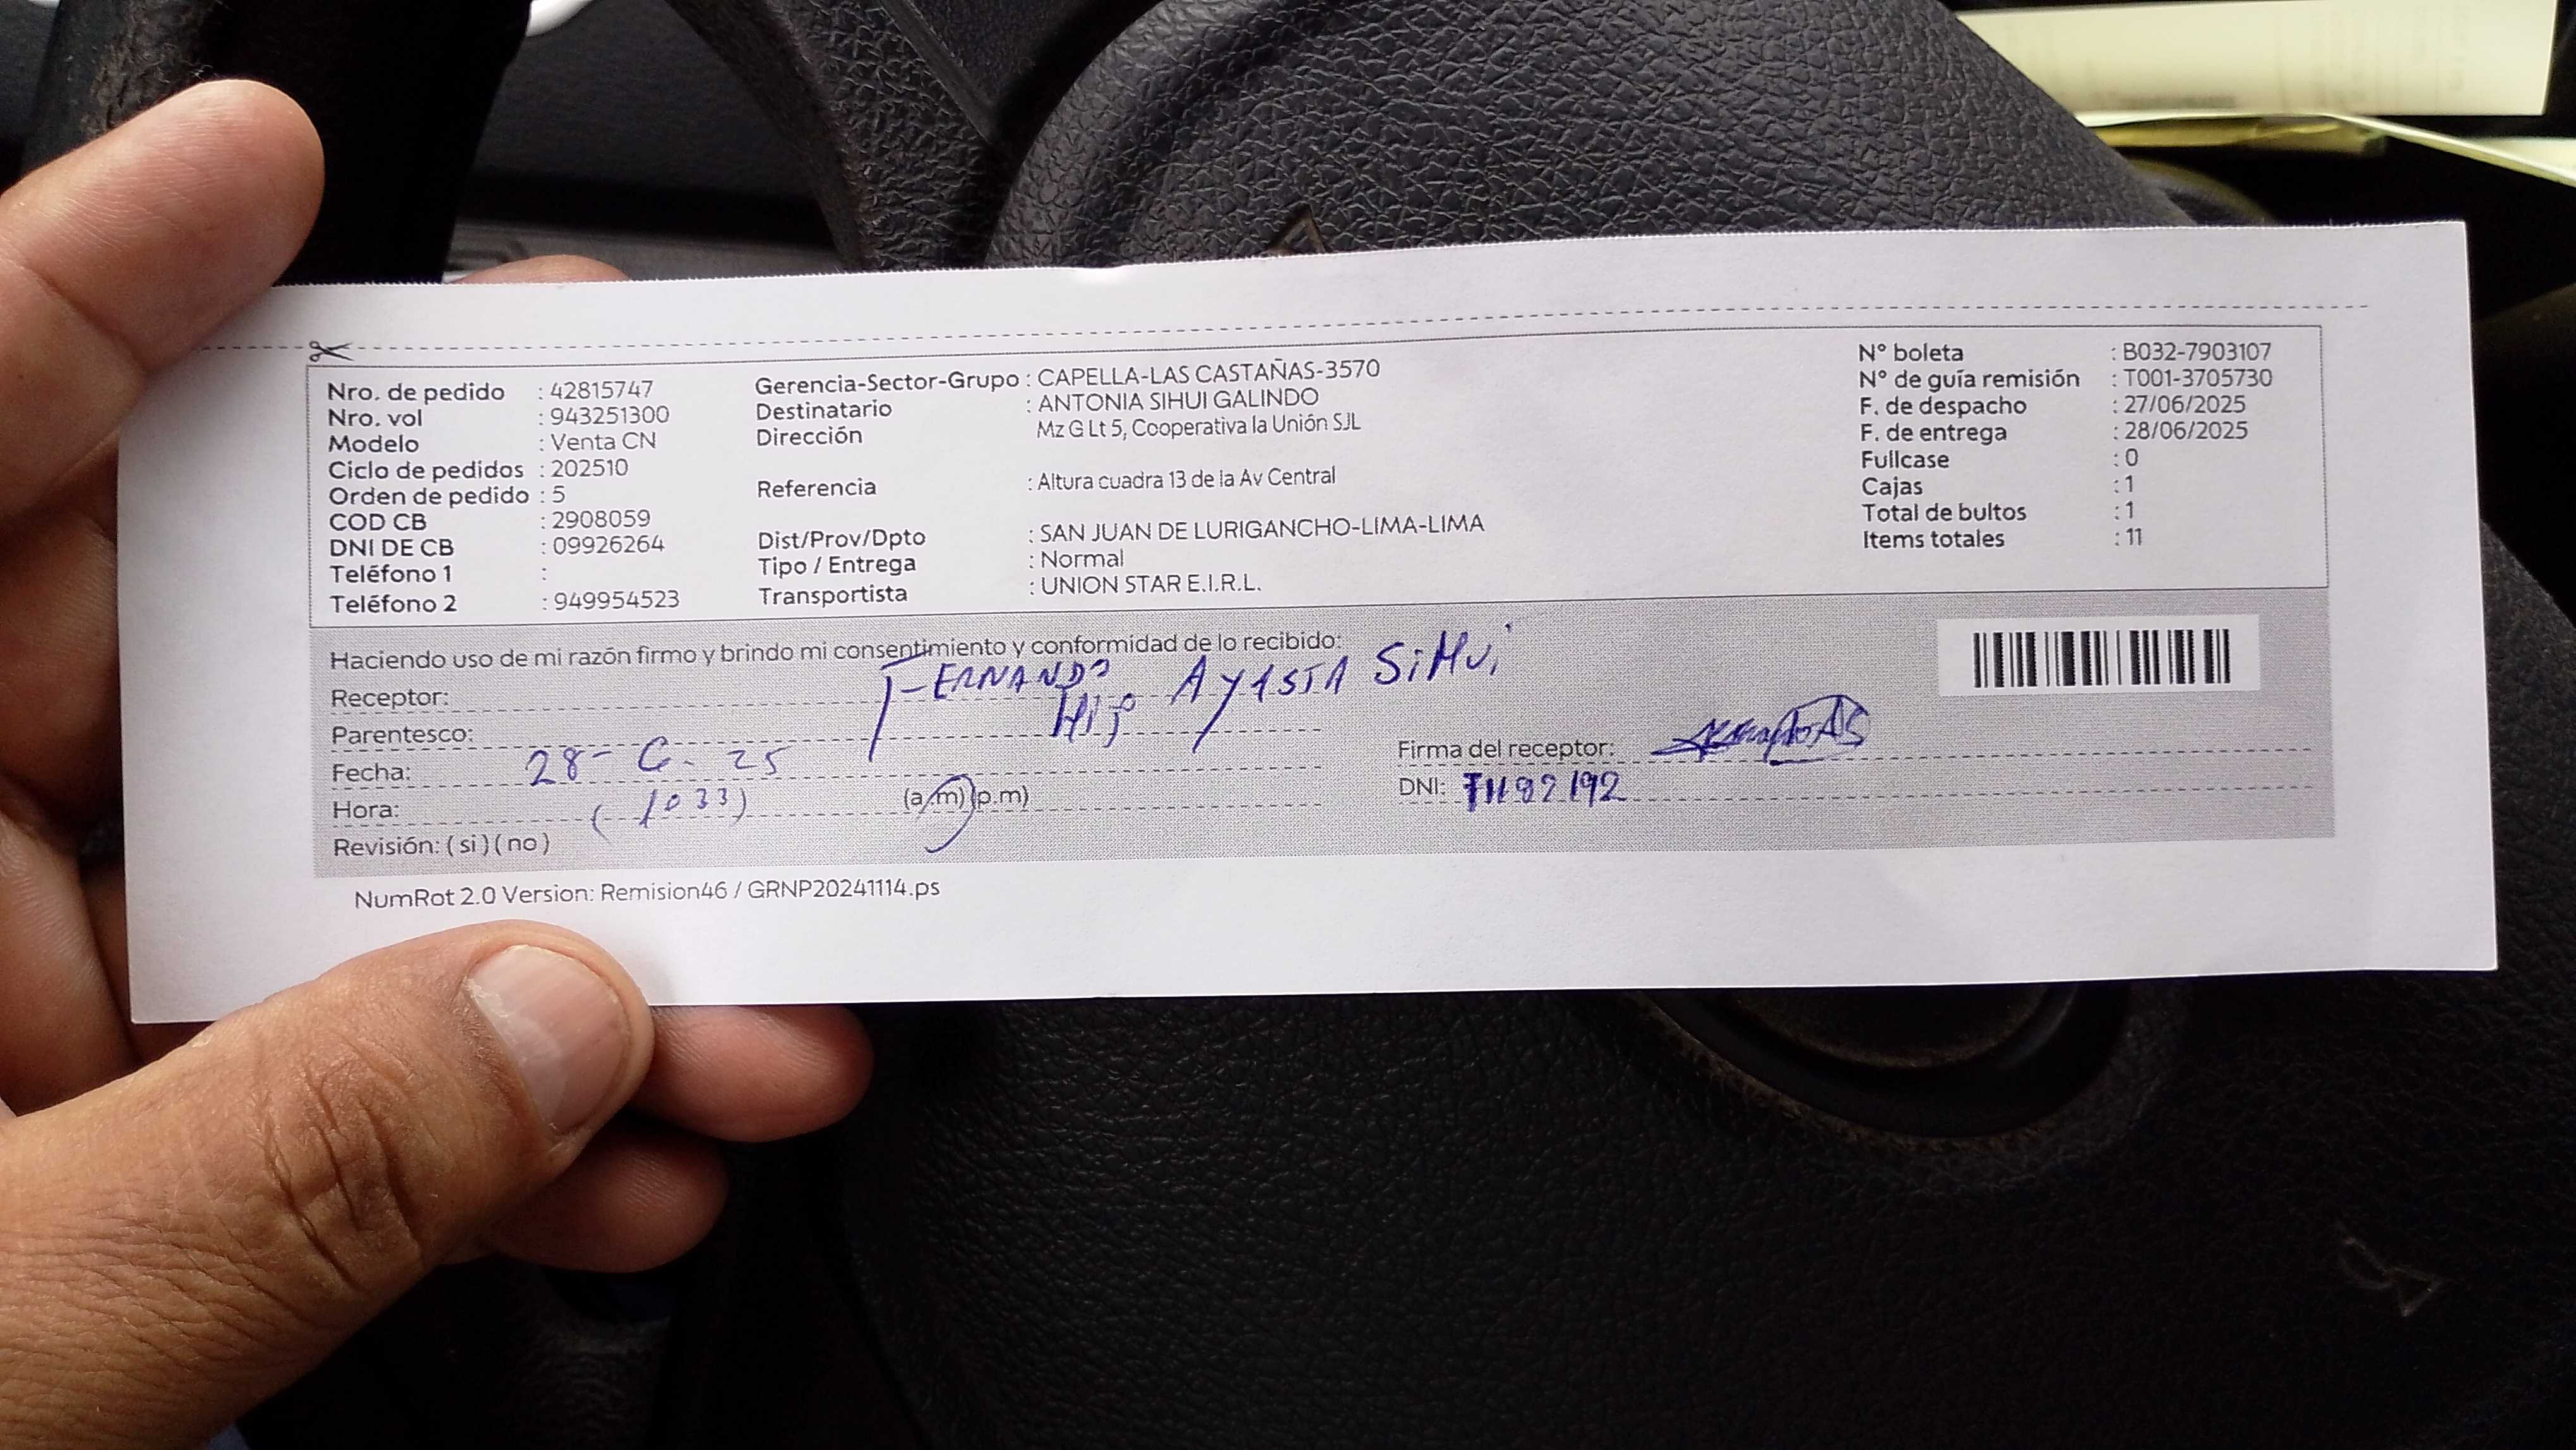 Nro. de pedido : 42815747
Nro. vol : 943251300
Modelo : Venta CN
Ciclo de pedidos : 202510
Orden de pedido : 5
COD CB : 2908059
DNI DE CB : 09926264
Teléfono 1 :
Teléfono 2 : 949954523
Gerencia-Sector-Grupo : CAPELLA-LAS CASTAÑAS-3570
Destinatario : ANTONIA SIHUI GALINDO
Dirección Mz G Lt 5, Cooperativa la Unión SJL
Referencia : Altura cuadra 13 de la Av Central
Dist/Prov/Dpto : SAN JUAN DE LURIGANCHO-LIMA-LIMA
Tipo / Entrega : Normal
Transportista : UNION STAR E.I.R.L.
N° boleta : B032-7903107
N° de guía remisión : T001-3705730
F. de despacho : 27/06/2025
F. de entrega : 28/06/2025
Fullcase : 0
Cajas : 1
Total de bultos : 1
Items totales : 11
Haciendo uso de mi razón firmo y brindo mi consentimiento y conformidad de lo recibido:
Receptor: FERNANDO AYASTA SiHUi
Parentesco: Hijo
Fecha: 28-6-25
Hora: (1033) (a.m)(p.m)
Revisión: ( si ) ( no )
Firma del receptor:
DNI:
NumRot 2.0 Version: Remision46 / GRNP20241114.ps